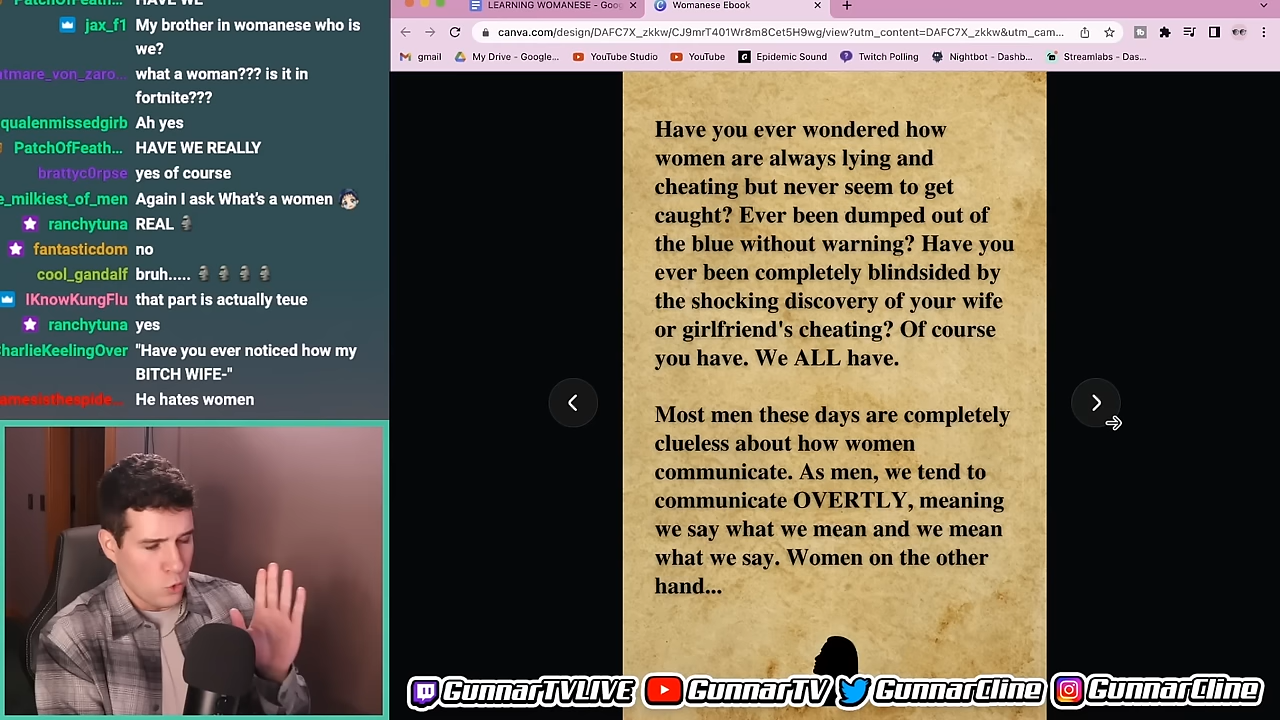 HAVE WE
jax_f1 My brother in womanese who is
we?
what a woman??? is it in
fortnite???
qualenmissedgirb Ah yes
PatchOfFeath... HAVE WE REALLY
brattyc0rpse yes of course
e_milkiest_of_men Again I ask What's a women
ranchytuna REAL
fantasticdom no
cool_gandalf bruh.....
IKnowKungFlu that part is actually teue
ranchytuna yes
CharlieKeelingOver "Have you ever noticed how my
BITCH WIFE-"
He hates women
LEARNING WOMANESE - Goog
Womanese Ebook
canva.com/design/DAFC7X_zkkw/CJ9mrT401Wr8m8Cet5H9wg/view?utm_content=DAFC7X_zkkw&utm_cam...
gmail
My Drive - Google...
YouTube Studio
YouTube
Epidemic Sound
Twitch Polling
Nightbot - Dashb...
Streamlabs - Das...
Have you ever wondered how
women are always lying and
cheating but never seem to get
caught? Ever been dumped out of
the blue without warning? Have you
ever been completely blindsided by
the shocking discovery of your wife
or girlfriend's cheating? Of course
you have. We ALL have.
Most men these days are completely
clueless about how women
communicate. As men, we tend to
communicate OVERTLY, meaning
we say what we mean and we mean
what we say. Women on the other
hand...
GunnarTVLIVE
GunnarTV
GunnarCline
GunnarCline